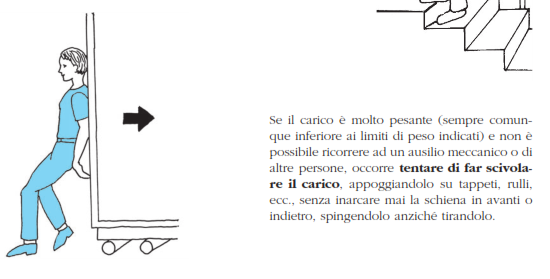 Se il carico è molto pesante (sempre comun-
que inferiore ai limiti di peso indicati) e non è
possibile ricorrere ad un ausilio meccanico o di
altre persone, occorre tentare di far scivola-
re il carico, appoggiandolo su tappeti, rulli,
ecc., senza inarcare mai la schiena in avanti o
indietro, spingendolo anziché tirandolo.